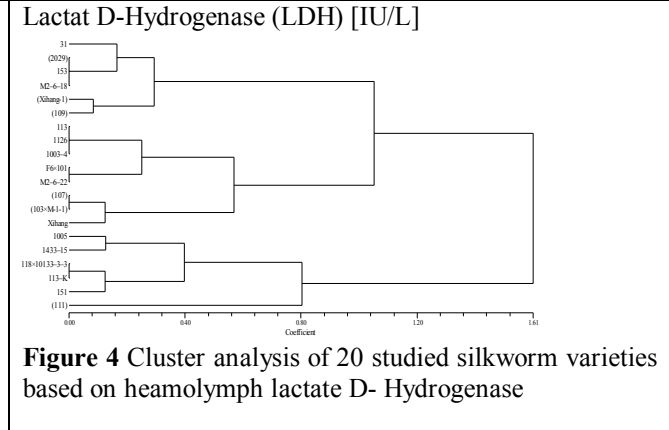 Lactat D-Hydrogenase (LDH) [IU/L]
31
(2029)
153
M2-6-18
(Xihang-1)
(109)
113
1126
1003-4
F6×101
M2-6-22
(107)
(103×M-1-1)
Xihang
1005
1433-15
118×10133-3-3
113-K
151
(111)
0.00 0.40 0.80 1.20 1.61
Coefficient
Figure 4 Cluster analysis of 20 studied silkworm varieties
based on heamolymph lactate D- Hydrogenase